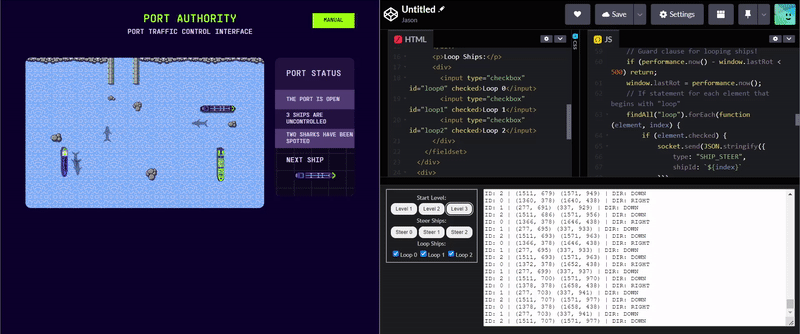 PORT AUTHORITY
PORT TRAFFIC CONTROL INTERFACE
MANUAL
PORT STATUS
THE PORT IS OPEN
3 SHIPS ARE
UNCONTROLLED
TWO SHARKS HAVE BEEN
SPOTTED
NEXT SHIP
Untitled
Jason
Save
Settings
HTML
<p>Loop Ships:</p>
<div>
<input type="checkbox"
id="loop0" checked>Loop 0</input>
<input type="checkbox"
id="loop1" checked>Loop 1</input>
<input type="checkbox"
id="loop2" checked>Loop 2</input>
</div>
</fieldset>
</div>
<div>
CSS
JS
// Guard clause for looping ships!
if (performance.now() - window.lastRot <
500) return;
window.lastRot = performance.now();
// If statement for each element that
begins with "loop"
findAll("loop").forEach(function
(element, index) {
if (element.checked) {
socket.send(JSON.stringify({
type: "SHIP_STEER",
shipId: `${index}`
Start Level:
Level 1
Level 2
Level 3
Steer Ships:
Steer 0
Steer 1
Steer 2
Loop Ships:
Loop 0
Loop 1
Loop 2
ID: 2 | (1511, 679) (1571, 949) | DIR: DOWN
ID: 0 | (1360, 378) (1640, 438) | DIR: RIGHT
ID: 1 | (277, 691) (337, 929) | DIR: DOWN
ID: 2 | (1511, 686) (1571, 956) | DIR: DOWN
ID: 0 | (1366, 378) (1646, 438) | DIR: RIGHT
ID: 1 | (277, 695) (337, 933) | DIR: DOWN
ID: 2 | (1511, 693) (1571, 963) | DIR: DOWN
ID: 0 | (1366, 378) (1646, 438) | DIR: RIGHT
ID: 1 | (277, 695) (337, 933) | DIR: DOWN
ID: 2 | (1511, 693) (1571, 963) | DIR: DOWN
ID: 0 | (1372, 378) (1652, 438) | DIR: RIGHT
ID: 1 | (277, 699) (337, 937) | DIR: DOWN
ID: 2 | (1511, 700) (1571, 970) | DIR: DOWN
ID: 0 | (1378, 378) (1658, 438) | DIR: RIGHT
ID: 1 | (277, 703) (337, 941) | DIR: DOWN
ID: 2 | (1511, 707) (1571, 977) | DIR: DOWN
ID: 0 | (1378, 378) (1658, 438) | DIR: RIGHT
ID: 1 | (277, 703) (337, 941) | DIR: DOWN
ID: 2 | (1511, 707) (1571, 977) | DIR: DOWN